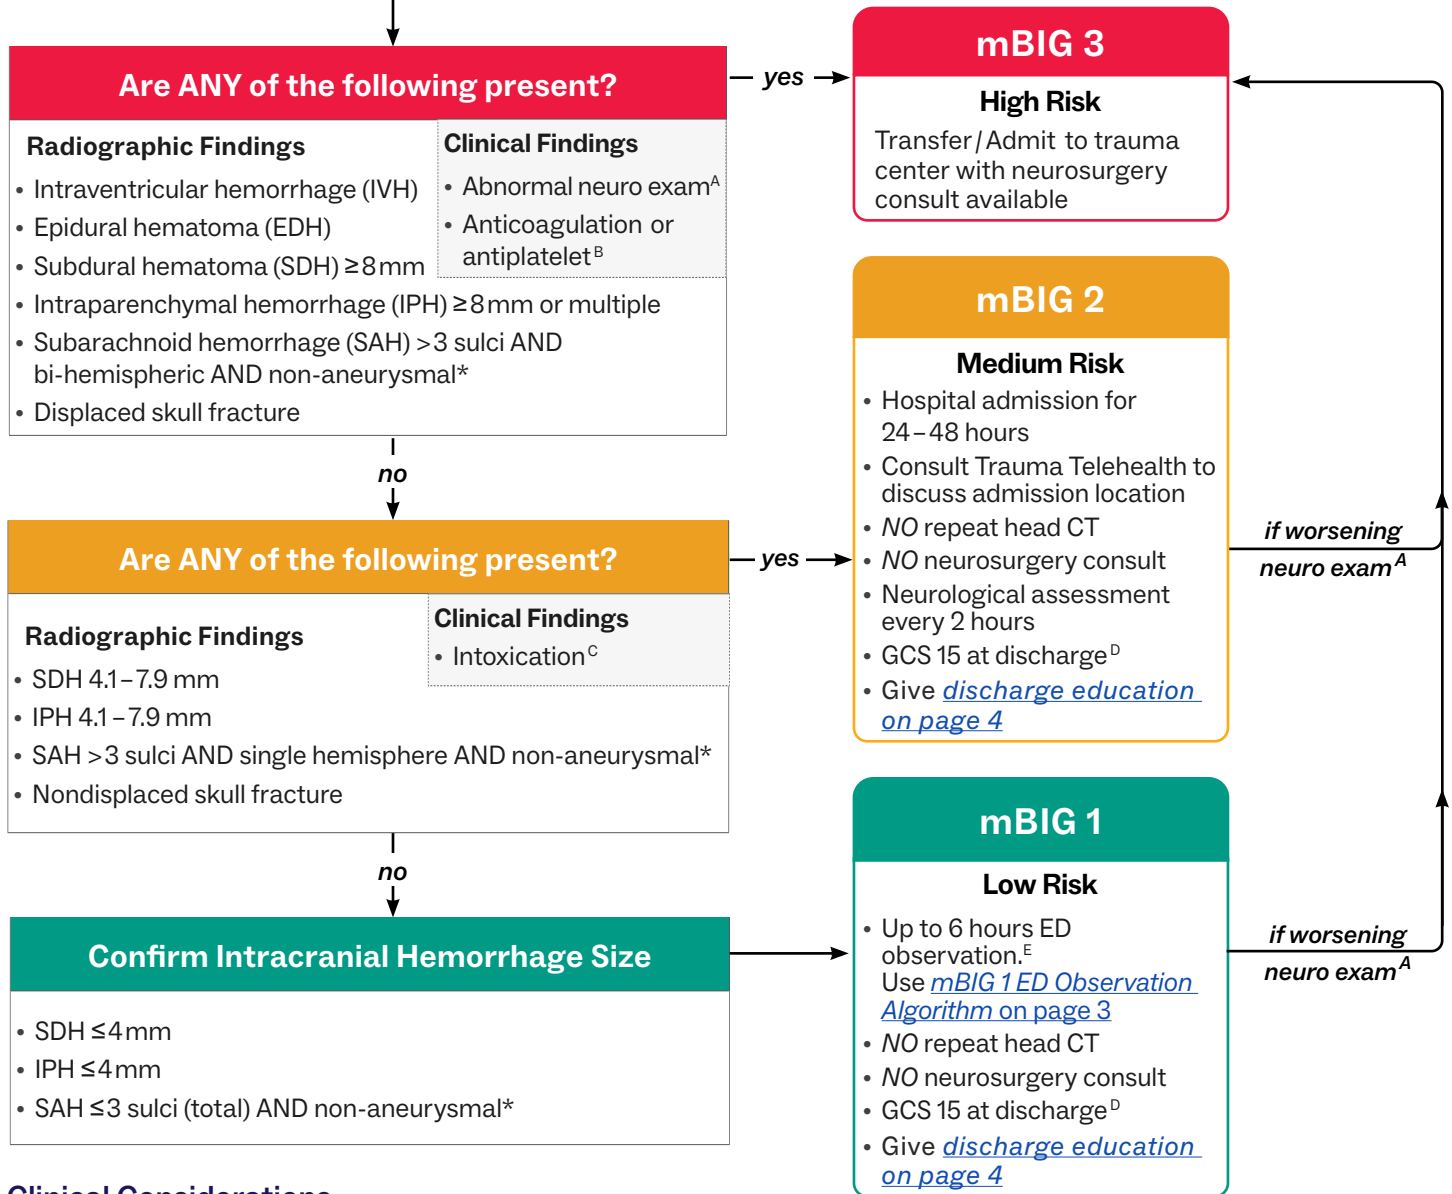 Are ANY of the following present?
Radiographic Findings
• Intraventricular hemorrhage (IVH)
• Epidural hematoma (EDH)
• Subdural hematoma (SDH) ≥8mm
• Intraparenchymal hemorrhage (IPH) ≥8mm or multiple
• Subarachnoid hemorrhage (SAH) >3 sulci AND
bi-hemispheric AND non-aneurysmal*
• Displaced skull fracture
Clinical Findings
• Abnormal neuro examA
• Anticoagulation or
antiplateletB
yes
mBIG 3
High Risk
Transfer/Admit to trauma
center with neurosurgery
consult available
no
Are ANY of the following present?
Radiographic Findings
• SDH 4.1–7.9 mm
• IPH 4.1–7.9 mm
• SAH >3 sulci AND single hemisphere AND non-aneurysmal*
• Nondisplaced skull fracture
Clinical Findings
• IntoxicationC
yes
mBIG 2
Medium Risk
• Hospital admission for
24–48 hours
• Consult Trauma Telehealth to
discuss admission location
• NO repeat head CT
• NO neurosurgery consult
• Neurological assessment
every 2 hours
• GCS 15 at dischargeD
• Give discharge education
on page 4
if worsening
neuro examA
no
Confirm Intracranial Hemorrhage Size
• SDH ≤4mm
• IPH ≤4mm
• SAH ≤3 sulci (total) AND non-aneurysmal*
mBIG 1
Low Risk
• Up to 6 hours ED
observation.E
Use mBIG 1 ED Observation
Algorithm on page 3
• NO repeat head CT
• NO neurosurgery consult
• GCS 15 at dischargeD
• Give discharge education
on page 4
if worsening
neuro examA
Clinical Considerations